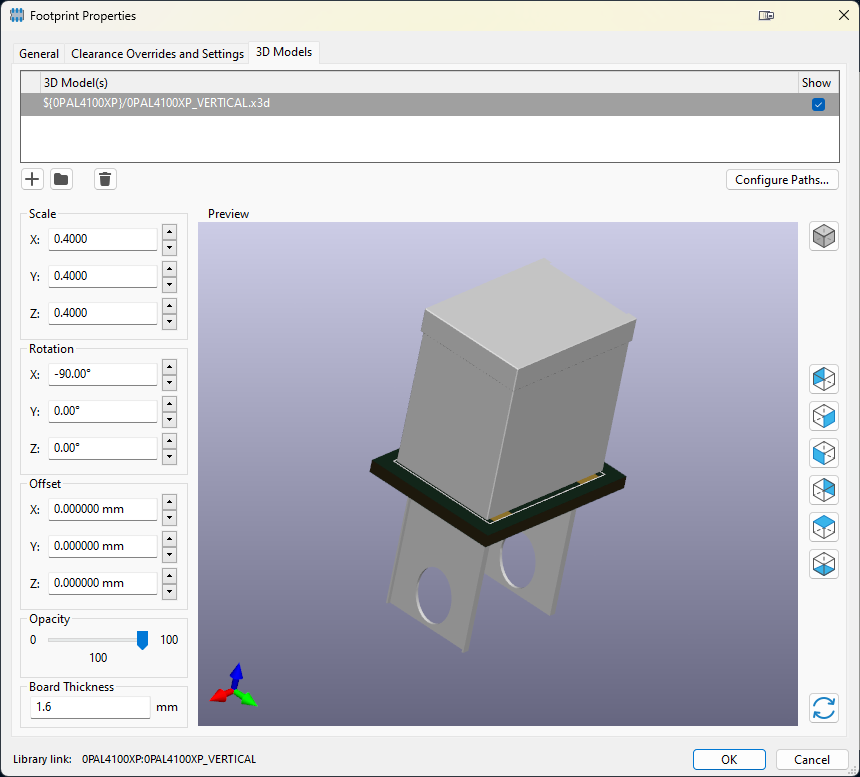 Footprint Properties
General Clearance Overrides and Settings 3D Models
3D Model(s) Show
${0PAL4100XP}/0PAL4100XP_VERTICAL.x3d
Configure Paths...
Scale Preview
X: 0.4000
Y: 0.4000
Z: 0.4000
Rotation
X: -90.00°
Y: 0.00°
Z: 0.00°
Offset
X: 0.000000 mm
Y: 0.000000 mm
Z: 0.000000 mm
Opacity
0 100
100
Board Thickness
1.6 mm
Library link: 0PAL4100XP:0PAL4100XP_VERTICAL
OK Cancel